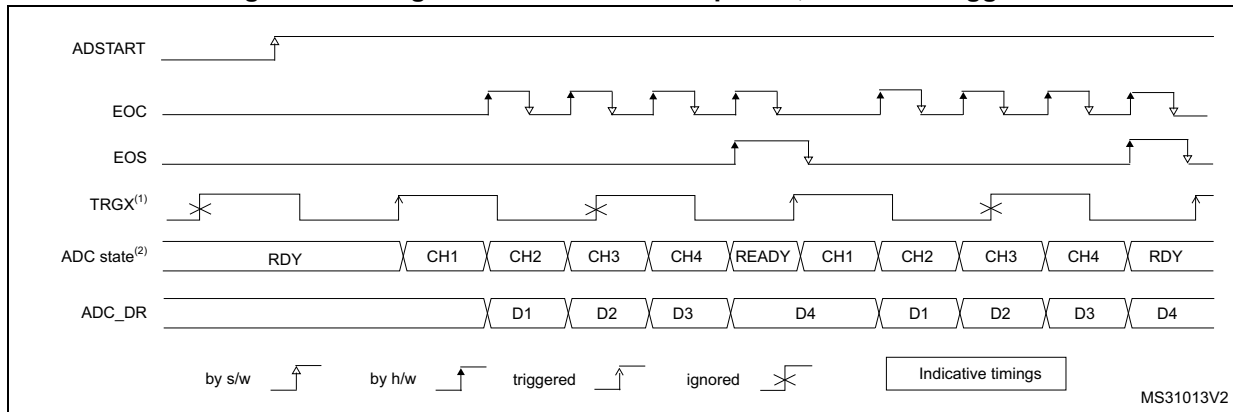 ADSTART
EOC
EOS
TRGX(1)
ADC state(2) RDY CH1 CH2 CH3 CH4 READY CH1 CH2 CH3 CH4 RDY
ADC_DR D1 D2 D3 D4 D1 D2 D3 D4
by s/w by h/w triggered ignored Indicative timings
MS31013V2